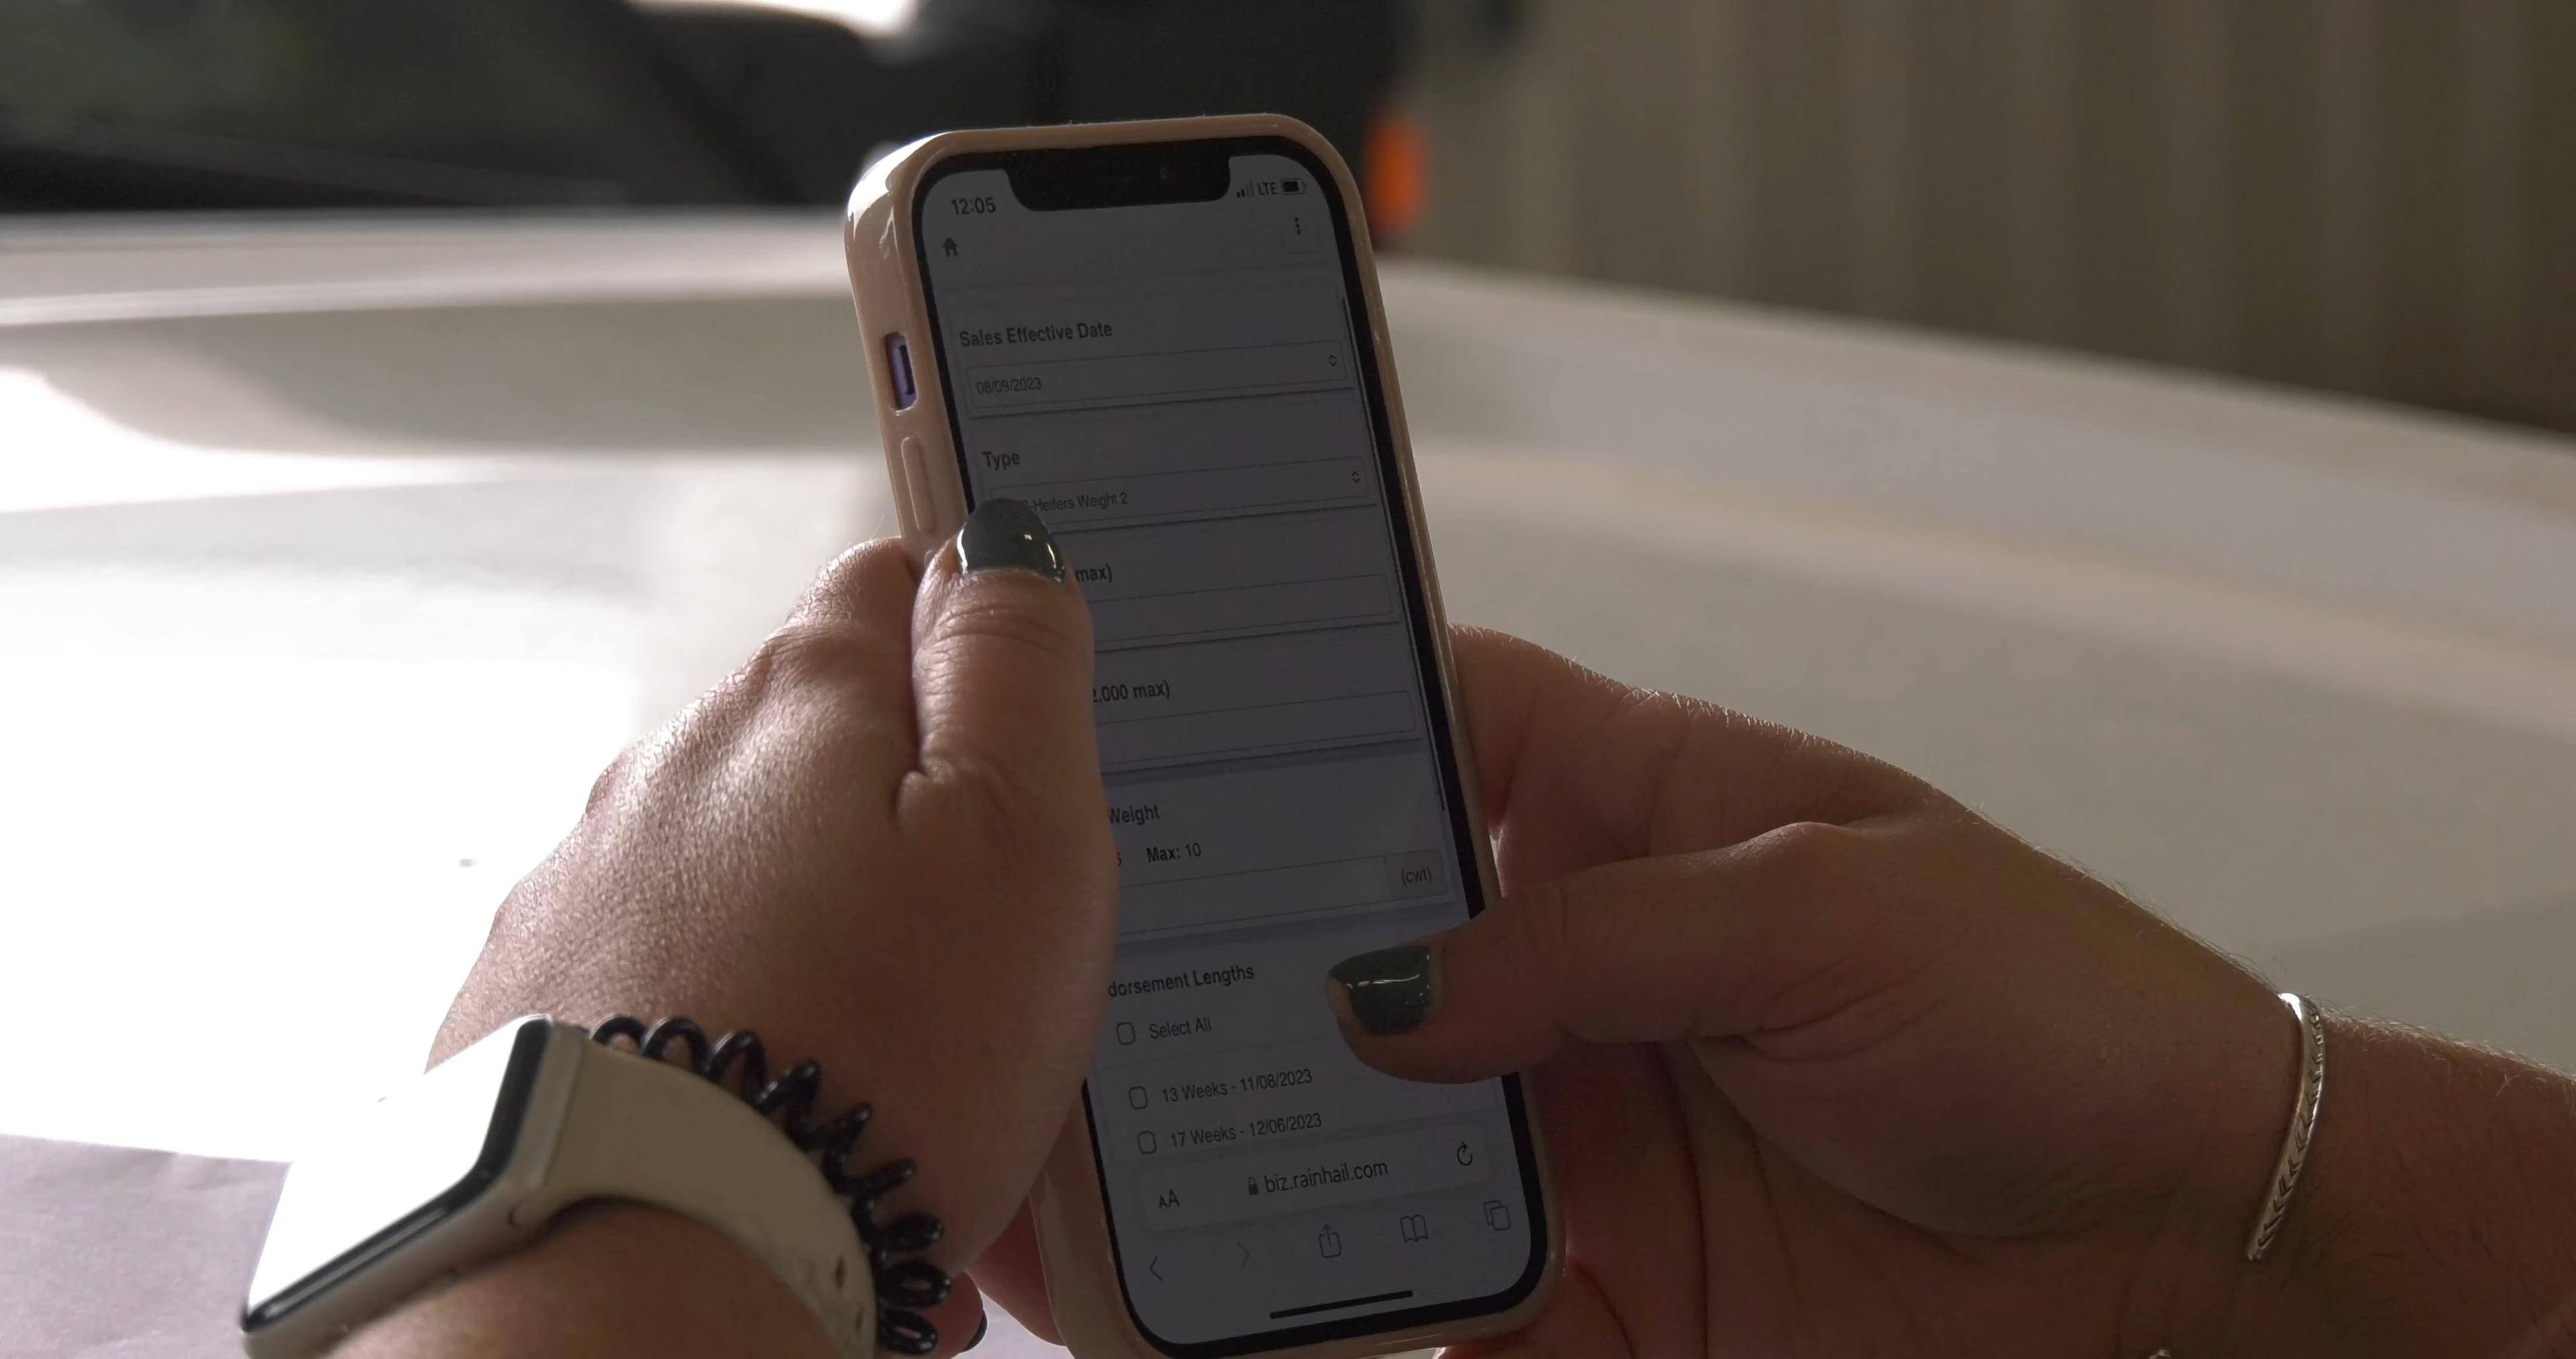 12:05
LTE
Sales Effective Date
08/09/2023
Type
Heifers Weight 2
max)
2,000 max)
Weight
Max: 10
(cwt)
dorsement Lengths
Select All
13 Weeks - 11/08/2023
17 Weeks - 12/06/2023
AA biz.rainhail.com